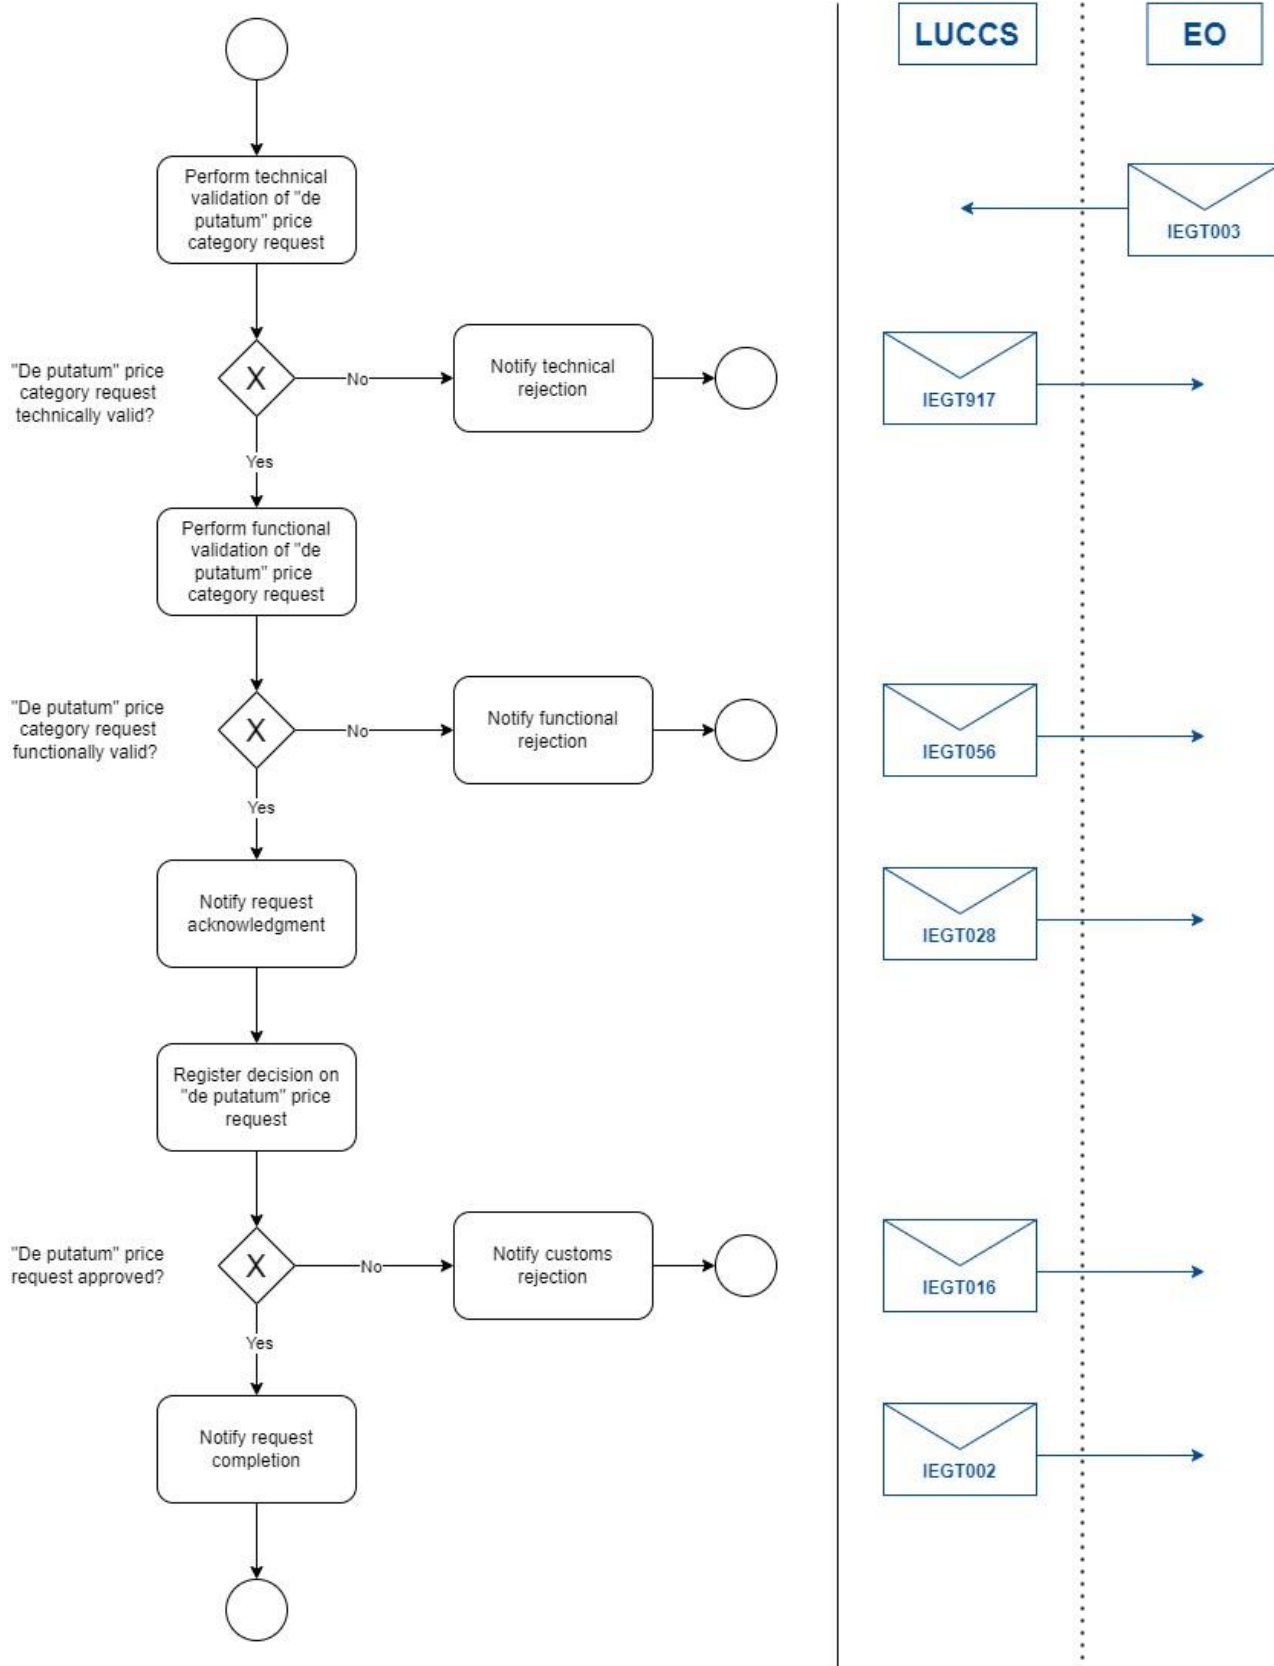 LUCCS
EO
Perform technical
validation of "de
putatum" price
category request
IEGT003
"De putatum" price
category request
technically valid?
X
No
Notify technical
rejection
IEGT917
Yes
Perform functional
validation of "de
putatum" price
category request
"De putatum" price
category request
functionally valid?
X
No
Notify functional
rejection
IEGT056
Yes
Notify request
acknowledgment
IEGT028
Register decision on
"de putatum" price
request
"De putatum" price
request approved?
X
No
Notify customs
rejection
IEGT016
Yes
Notify request
completion
IEGT002